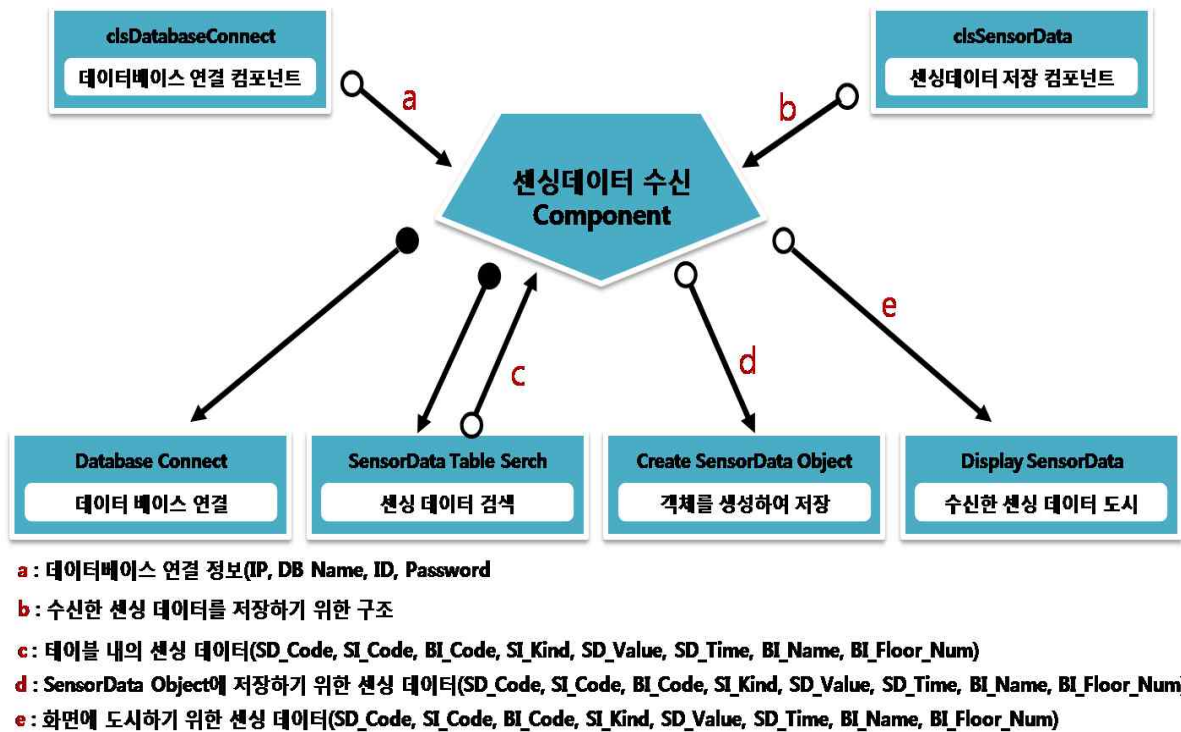 clsDatabaseConnect
데이터베이스 연결 컴포넌트
clsSensorData
센싱데이터 저장 컴포넌트
a
b
센싱데이터 수신
Component
c
d
e
Database Connect
데이터 베이스 연결
SensorData Table Serch
센싱 데이터 검색
Create SensorData Object
객체를 생성하여 저장
Display SensorData
수신한 센싱 데이터 도시
a : 데이터베이스 연결 정보(IP, DB Name, ID, Password
b : 수신한 센싱 데이터를 저장하기 위한 구조
c : 테이블 내의 센싱 데이터(SD_Code, SI_Code, BI_Code, SI_Kind, SD_Value, SD_Time, BI_Name, BI_Floor_Num)
d : SensorData Object에 저장하기 위한 센싱 데이터(SD_Code, SI_Code, BI_Code, SI_Kind, SD_Value, SD_Time, BI_Name, BI_Floor_Num)
e : 화면에 도시하기 위한 센싱 데이터(SD_Code, SI_Code, BI_Code, SI_Kind, SD_Value, SD_Time, BI_Name, BI_Floor_Num)